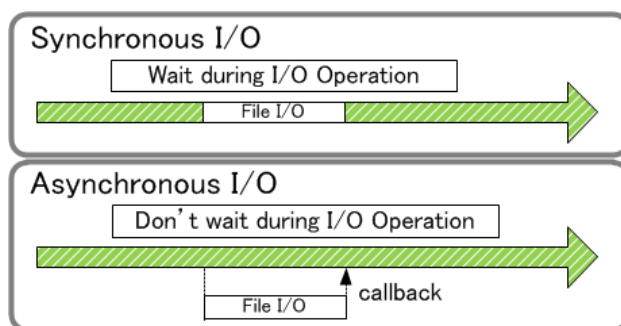 Synchronous I/O
Wait during I/O Operation
File I/O
Asynchronous I/O
Don't wait during I/O Operation
callback
File I/O